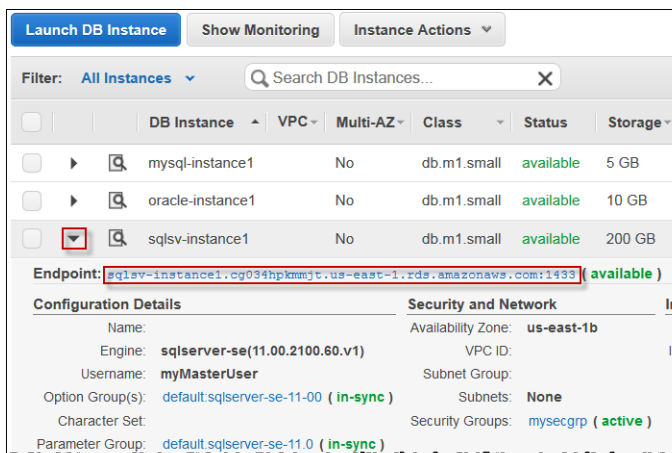 Launch DB Instance Show Monitoring Instance Actions
Filter: All Instances Search DB Instances...
DB Instance VPC Multi-AZ Class Status Storage
mysql-instance1 No db.m1.small available 5 GB
oracle-instance1 No db.m1.small available 10 GB
sqlsv-instance1 No db.m1.small available 200 GB
Endpoint: sqlsv-instance1.cg034hpkmmjt.us-east-1.rds.amazonaws.com:1433 ( available )
Configuration Details Security and Network
Name: Availability Zone: us-east-1b
Engine: sqlserver-se(11.00.2100.60.v1) VPC ID:
Username: myMasterUser Subnet Group:
Option Group(s): default:sqlserver-se-11-00 ( in-sync ) Subnets: None
Character Set: Security Groups: mysecgrp ( active )
Parameter Group: default.sqlserver-se-11.0 ( in-sync )